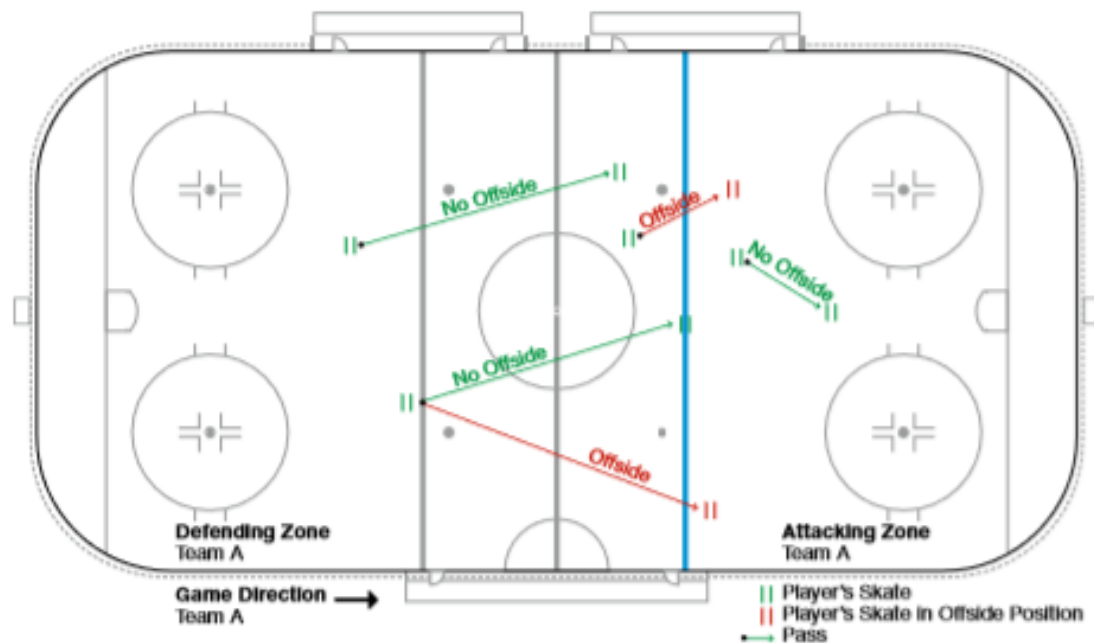 No Offside
Offside
No Offside
No Offside
Offside
Defending Zone
Team A
Attacking Zone
Team A
Game Direction
Team A
Player's Skate
Player's Skate in Offside Position
Pass